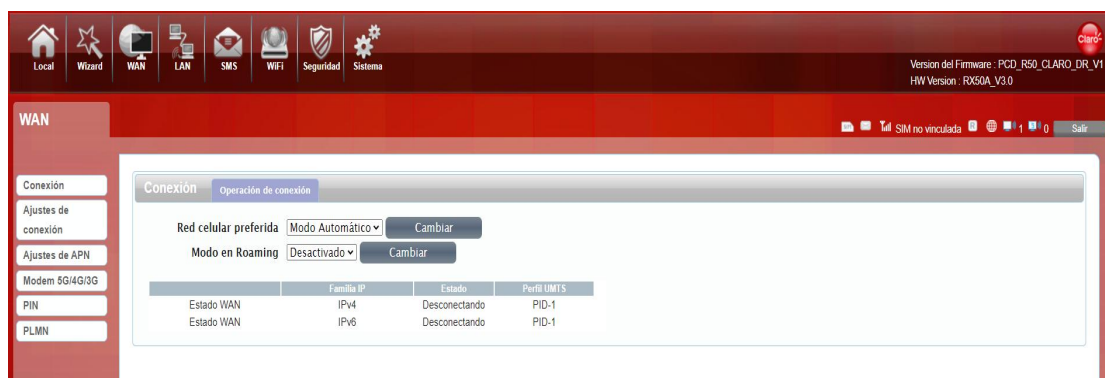 Local Wizard WAN LAN SMS WiFi Seguridad Sistema
Claro
Version del Firmware : PCD_R50_CLARO_DR_V1
HW Version : RX50A_V3.0
WAN
SIM no vinculada R 1 0 Salir
Conexión
Ajustes de
conexión
Ajustes de APN
Modem 5G/4G/3G
PIN
PLMN
Conexión Operación de conexión
Red celular preferida Modo Automático Cambiar
Modo en Roaming Desactivado Cambiar
Familia IP Estado Perfil UMTS
Estado WAN IPv4 Desconectando PID-1
Estado WAN IPv6 Desconectando PID-1